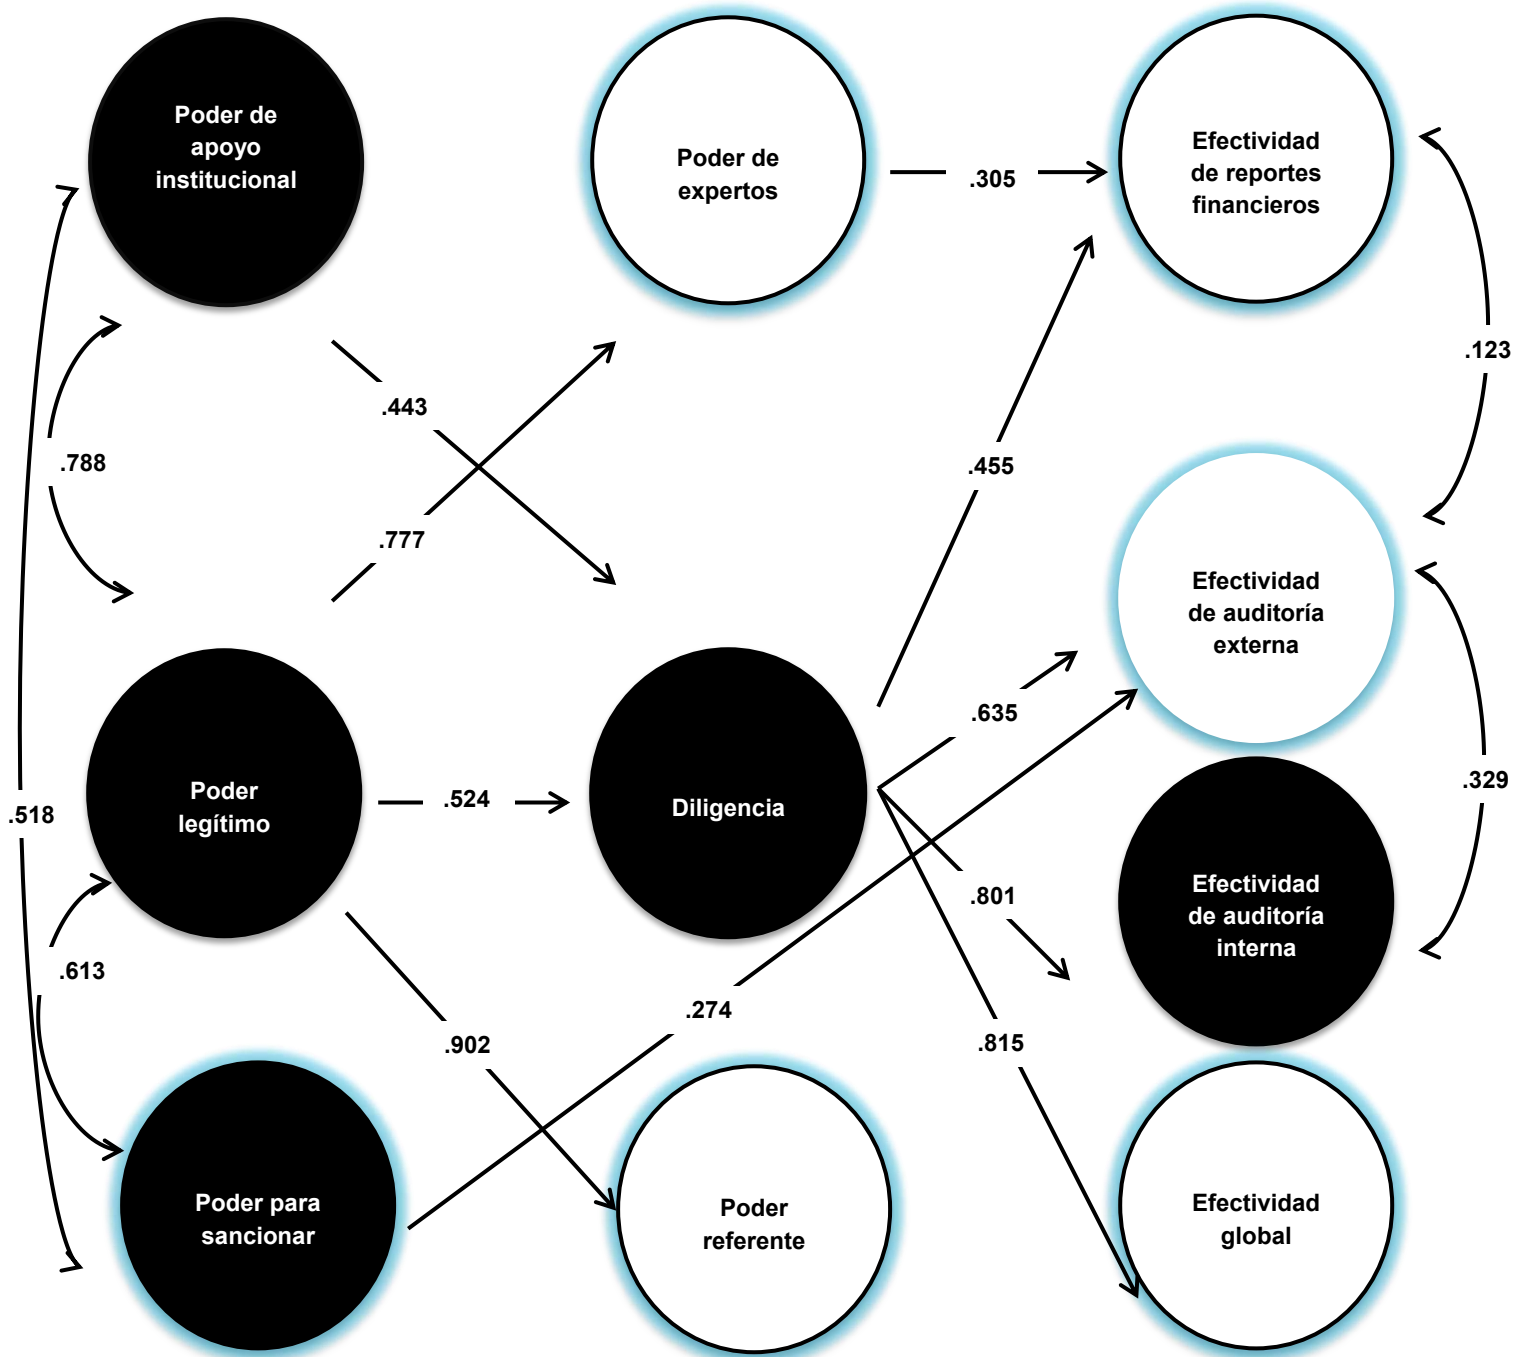 Poder de
apoyo
institucional
Poder de
expertos
.305
Efectividad
de reportes
financieros
.123
.443
.788
.455
.777
Efectividad
de auditoría
externa
.635
.329
Poder
legítimo
.524
Diligencia
.518
.801
Efectividad
de auditoría
interna
.613
.274
.902
.815
Poder para
sancionar
Poder
referente
Efectividad
global